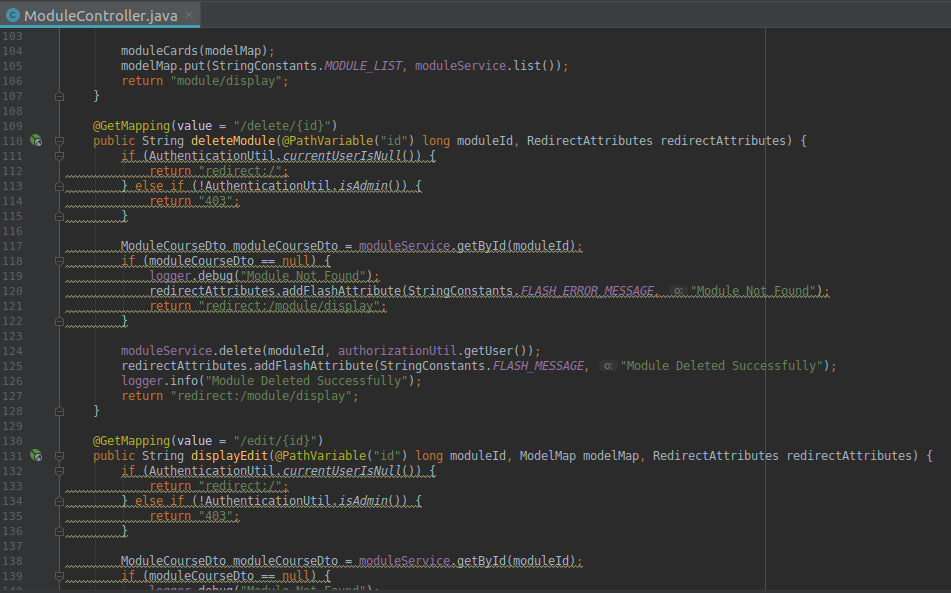 ModuleController.java
103
104 moduleCards(modelMap);
105 modelMap.put(StringConstants.MODULE_LIST, moduleService.list());
106 return "module/display";
107 }
108
109 @GetMapping(value = "/delete/{id}")
110 public String deleteModule(@PathVariable("id") long moduleId, RedirectAttributes redirectAttributes) {
111 if (AuthenticationUtil.currentUserIsNull()) {
112 return "redirect:/";
113 } else if (!AuthenticationUtil.isAdmin()) {
114 return "403";
115 }
116
117 ModuleCourseDto moduleCourseDto = moduleService.getById(moduleId);
118 if (moduleCourseDto == null) {
119 logger.debug("Module Not Found");
120 redirectAttributes.addFlashAttribute(StringConstants.FLASH_ERROR_MESSAGE, o: "Module Not Found");
121 return "redirect:/module/display";
122 }
123
124 moduleService.delete(moduleId, authorizationUtil.getUser());
125 redirectAttributes.addFlashAttribute(StringConstants.FLASH_MESSAGE, o: "Module Deleted Successfully");
126 logger.info("Module Deleted Successfully");
127 return "redirect:/module/display";
128 }
129
130 @GetMapping(value = "/edit/{id}")
131 public String displayEdit(@PathVariable("id") long moduleId, ModelMap modelMap, RedirectAttributes redirectAttributes) {
132 if (AuthenticationUtil.currentUserIsNull()) {
133 return "redirect:/";
134 } else if (!AuthenticationUtil.isAdmin()) {
135 return "403";
136 }
137
138 ModuleCourseDto moduleCourseDto = moduleService.getById(moduleId);
139 if (moduleCourseDto == null) {
140 logger.debug("Module Not Found");